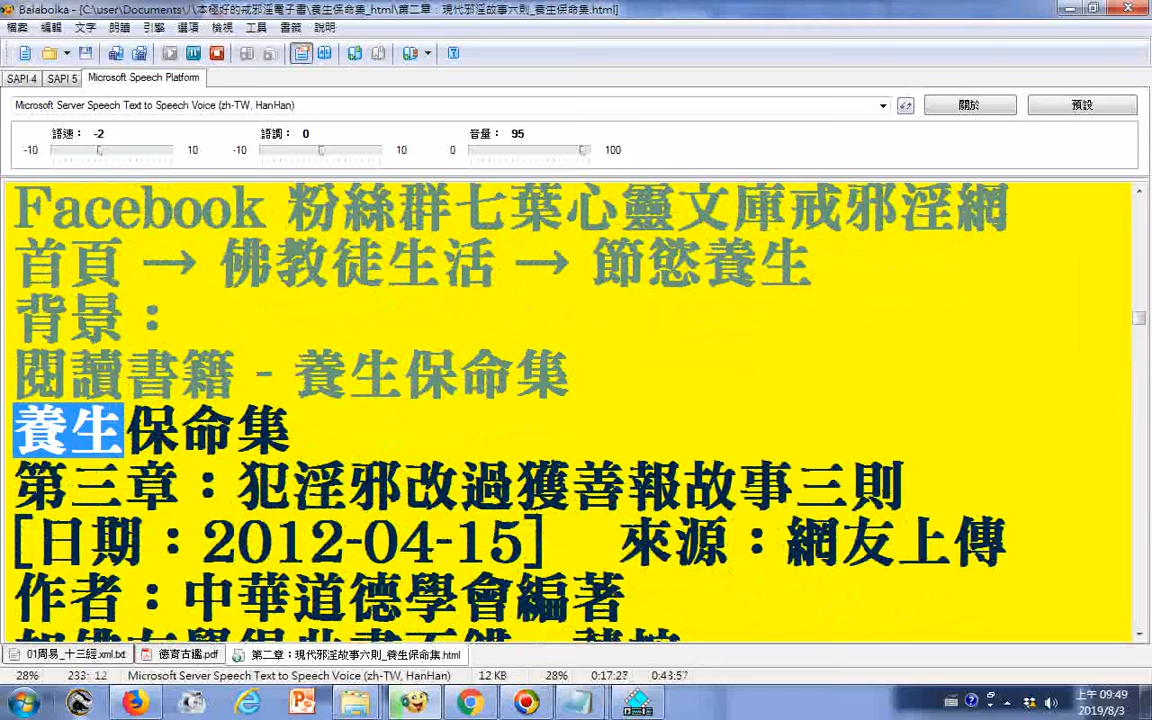 Balabolka - [C:\user\Documents\八\本極好的戒邪淫電子書\養生保命集_html\第二章：現代邪淫故事六則_養生保命集.html]
檔案 編輯 文字 朗讀 引擎 選項 檢視 工具 書籤 說明
SAPI 4 SAPI 5 Microsoft Speech Platform
Microsoft Server Speech Text to Speech Voice (zh-TW, HanHan) 關於 預設
語速： -2 語調： 0 音量： 95
-10 10 -10 10 0 100
Facebook 粉絲群七葉心靈文庫戒邪淫網
首頁 → 佛教徒生活 → 節慾養生
背景：
閱讀書籍 - 養生保命集
養生保命集
第三章：犯淫邪改過獲善報故事三則
[日期：2012-04-15] 來源：網友上傳
作者：中華道德學會編著
01周易_十三經.xml.txt 德育古鑑.pdf 第二章：現代邪淫故事六則_養生保命集.html
28% 233: 12 Microsoft Server Speech Text to Speech Voice (zh-TW, HanHan) 12 KB 28% 0:17:23 0:43:57
上午 09:49
2019/8/3